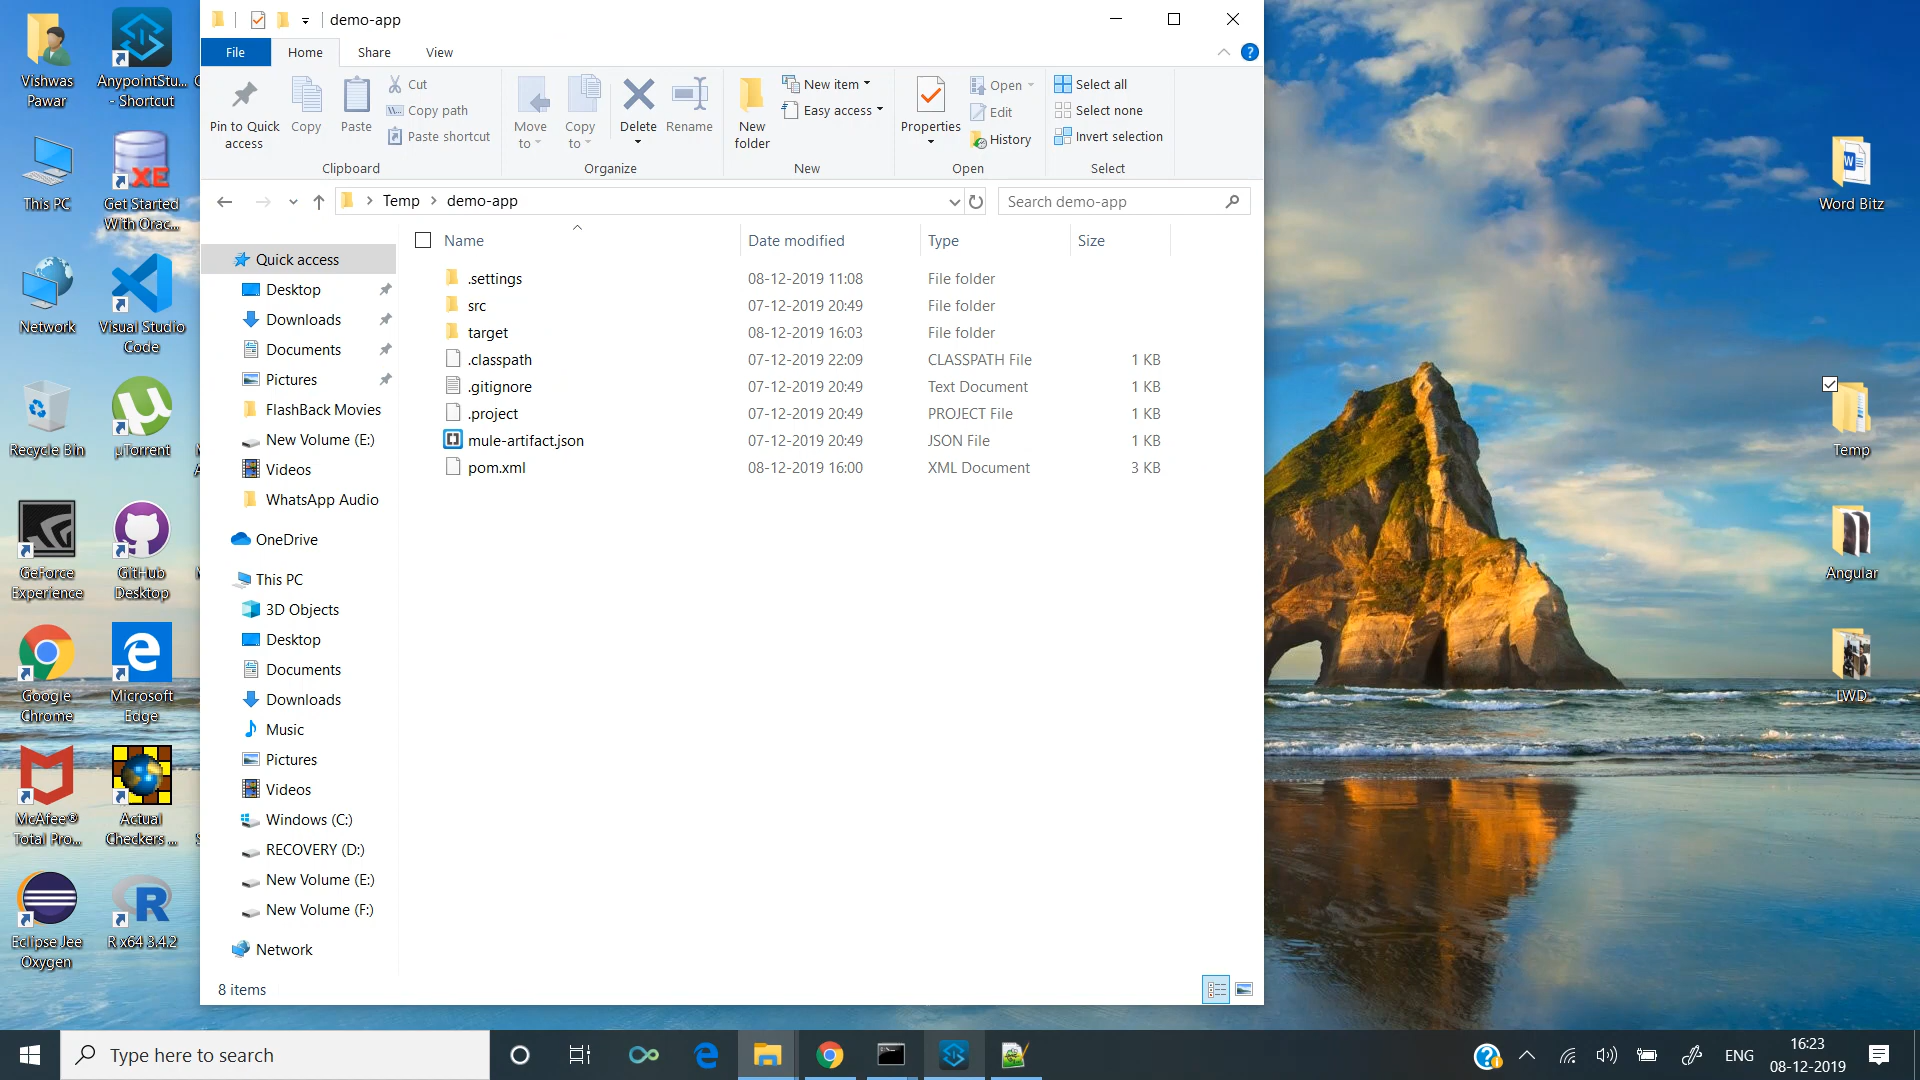 demo-app
File
Home
Share
View
Pin to Quick
access
Copy
Paste
Cut
Copy path
Paste shortcut
Clipboard
Move
to
Copy
to
Delete
Rename
Organize
New
folder
New item
Easy access
New
Properties
Open
Edit
History
Open
Select all
Select none
Invert selection
Select
Temp
demo-app
Search demo-app
Name
Date modified
Type
Size
.settings 08-12-2019 11:08 File folder
src 07-12-2019 20:49 File folder
target 08-12-2019 16:03 File folder
.classpath 07-12-2019 22:09 CLASSPATH File 1 KB
.gitignore 07-12-2019 20:49 Text Document 1 KB
.project 07-12-2019 20:49 PROJECT File 1 KB
mule-artifact.json 07-12-2019 20:49 JSON File 1 KB
pom.xml 08-12-2019 16:00 XML Document 3 KB
Quick access
Desktop
Downloads
Documents
Pictures
FlashBack Movies
New Volume (E:)
Videos
WhatsApp Audio
OneDrive
This PC
3D Objects
Desktop
Documents
Downloads
Music
Pictures
Videos
Windows (C:)
RECOVERY (D:)
New Volume (E:)
New Volume (F:)
Network
8 items
Vishwas
Pawar
AnypointStu...
- Shortcut
This PC
XE
Get Started
With Orac...
Network
Visual Studio
Code
Recycle Bin
µTorrent
GeForce
Experience
GitHub
Desktop
Google
Chrome
Microsoft
Edge
McAfee®
Total Pro...
Actual
Checkers ...
Eclipse Jee
Oxygen
R x64 3.4.2
Word Bitz
Temp
Angular
LWD
Type here to search
ENG
16:23
08-12-2019